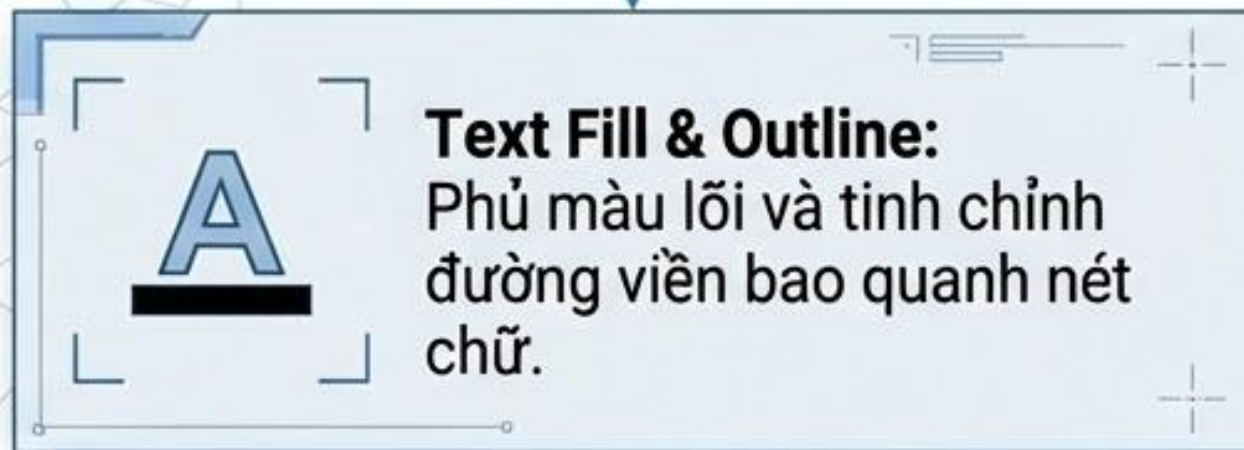 A
Text Fill & Outline:
Phủ màu lõi và tinh chỉnh
đường viền bao quanh nét
chữ.